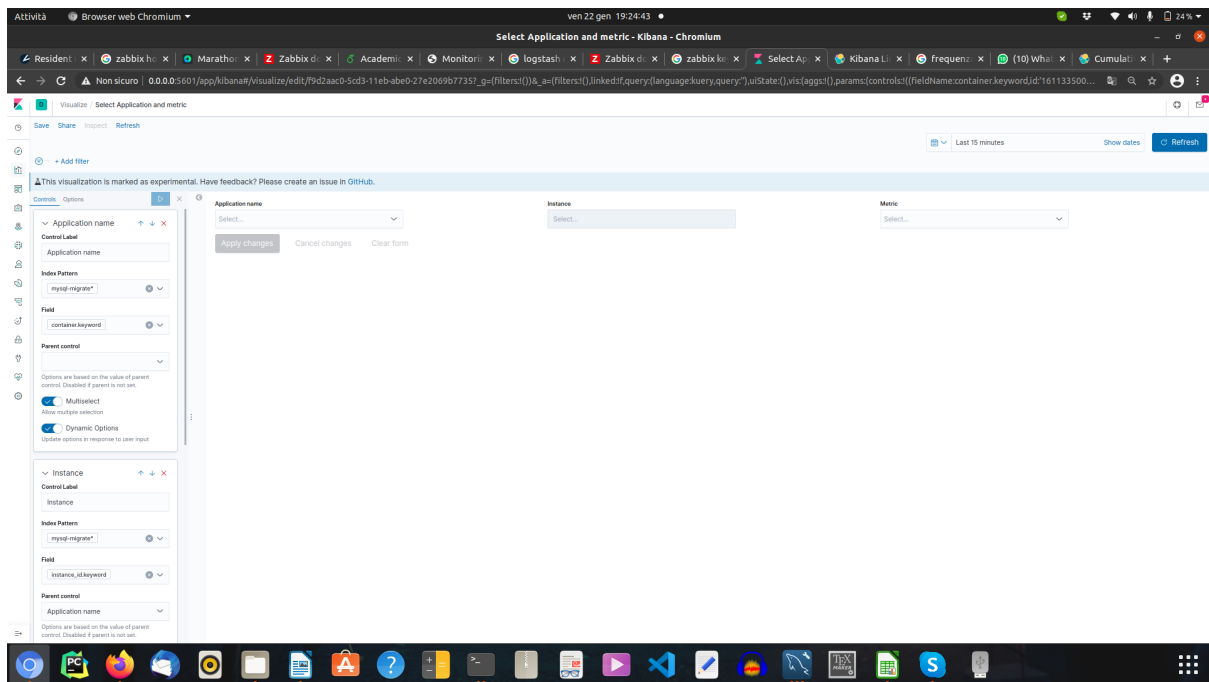 Attività Browser web Chromium ven 22 gen 19:24:43 24%
Select Application and metric - Kibana - Chromium
Resident zabbix ho Marathon Zabbix do Academic Monitorin logstash Zabbix do zabbix ke Select Ap Kibana Li frequenz (10) What Cumulati
Non sicuro 0.0.0.0:5601/app/kibana#/visualize/edit/f9d2aac0-5cd3-11eb-abe0-27e2069b7735?_g=(filters:!())&_a=(filters:!(),linked:!f,query:(language:kuery,query:''),uiState:(),vis:(aggs:!(),params:(controls:!((fieldName:container.keyword,id:'161133500...
D Visualize / Select Application and metric
Save Share Inspect Refresh
Last 15 minutes Show dates Refresh
+ Add filter
This visualization is marked as experimental. Have feedback? Please create an issue in GitHub.
Controls Options
Application name Instance Metric
Select... Select... Select...
Apply changes Cancel changes Clear form
Application name
Control Label
Application name
Index Pattern
mysql-migrate*
Field
container.keyword
Parent control
Options are based on the value of parent
control. Disabled if parent is not set.
Multiselect
Allow multiple selection
Dynamic Options
Update options in response to user input
Instance
Control Label
Instance
Index Pattern
mysql-migrate*
Field
instance_id.keyword
Parent control
Application name
Options are based on the value of parent
control. Disabled if parent is not set.